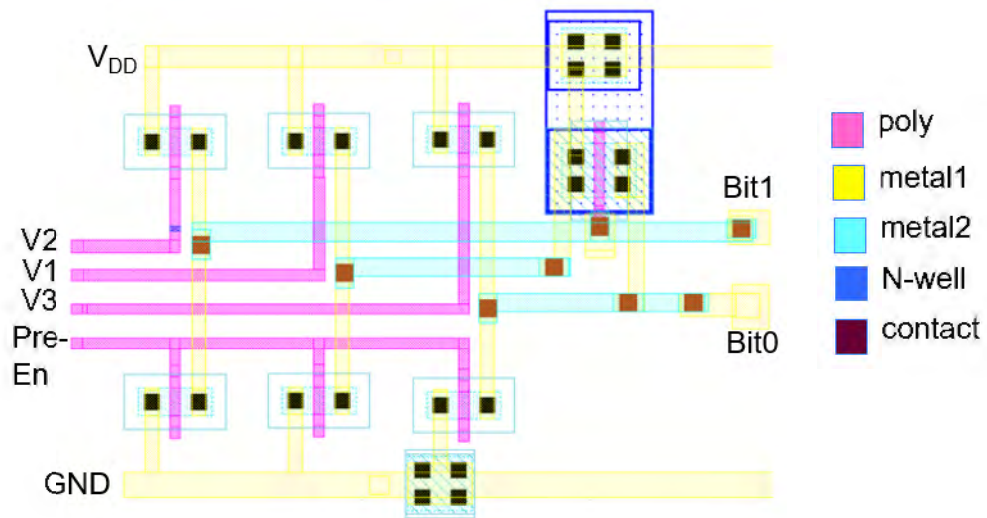 VDD
V2
V1
V3
Pre-
En
GND
Bit1
Bit0
poly
metal1
metal2
N-well
contact